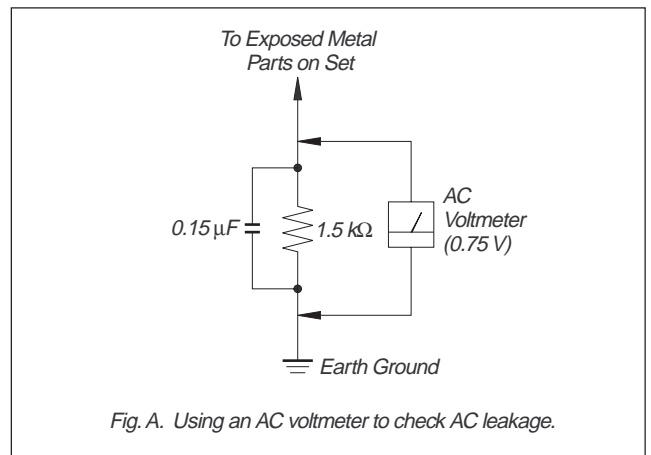 To Exposed Metal
Parts on Set
0.15 μF
1.5 kΩ
AC
Voltmeter
(0.75 V)
Earth Ground
Fig. A. Using an AC voltmeter to check AC leakage.